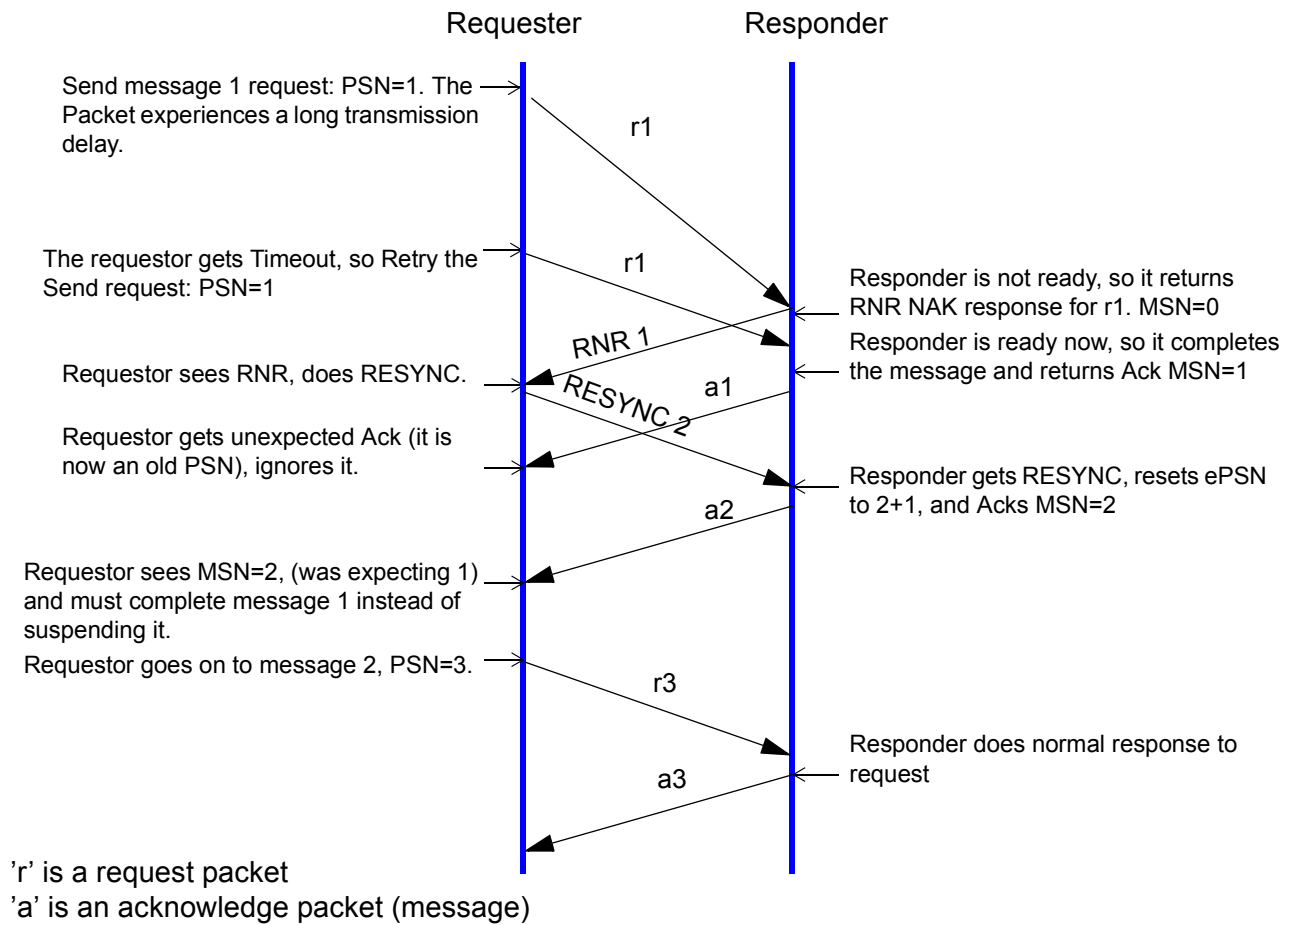 Requester Responder
Send message 1 request: PSN=1. The
Packet experiences a long transmission
delay.
r1
The requestor gets Timeout, so Retry the
Send request: PSN=1
r1
Responder is not ready, so it returns
RNR NAK response for r1. MSN=0
RNR 1
Responder is ready now, so it completes
the message and returns Ack MSN=1
Requestor sees RNR, does RESYNC.
RESYNC 2
a1
Requestor gets unexpected Ack (it is
now an old PSN), ignores it.
Responder gets RESYNC, resets ePSN
to 2+1, and Acks MSN=2
a2
Requestor sees MSN=2, (was expecting 1)
and must complete message 1 instead of
suspending it.
Requestor goes on to message 2, PSN=3.
r3
Responder does normal response to
request
a3
’r’ is a request packet
’a’ is an acknowledge packet (message)